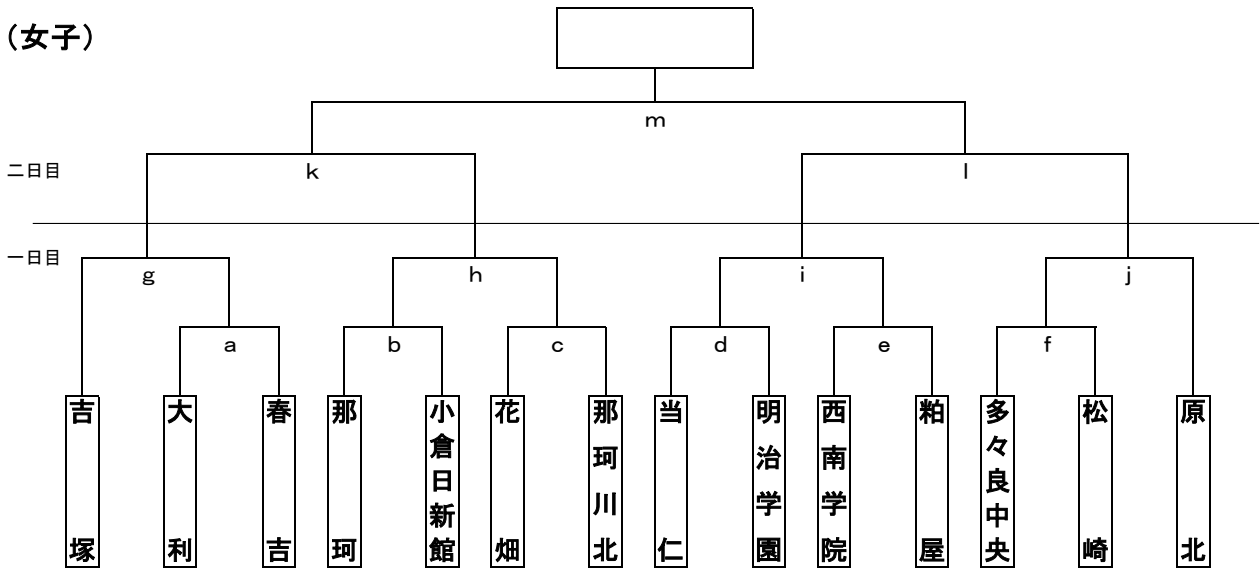 （女子）
m
二日目
k
l
一日目
g
h
i
j
a
b
c
d
e
f
吉塚
大利
春吉
那珂
小倉日新館
花畑
那珂川北
当仁
明治学園
西南学院
粕屋
多々良中央
松崎
原北